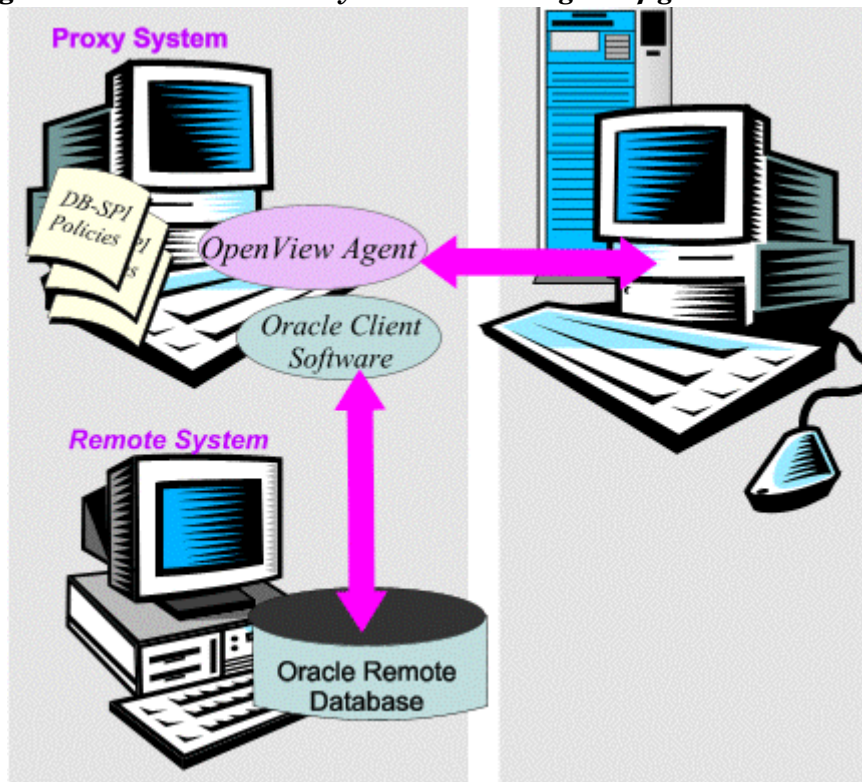 Proxy System
DB-SPI
Policies
OpenView Agent
Oracle Client
Software
Remote System
Oracle Remote
Database